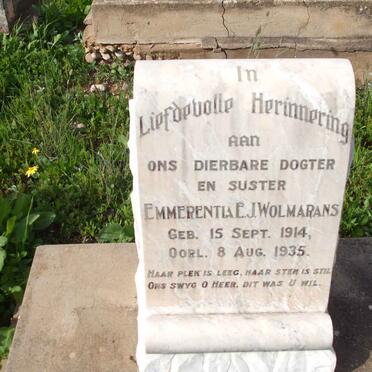 In
Liefdevolle Herinnering
AAN
ONS DIERBARE DOGTER
EN SUSTER
EMMERENTIA E.J. WOLMARANS
GEB. 15 SEPT. 1914,
OORL. 8 AUG. 1935.
HAAR PLEK IS LEEG, HAAR STEM IS STIL
ONS SWYG O HEER, DIT WAS U WIL.